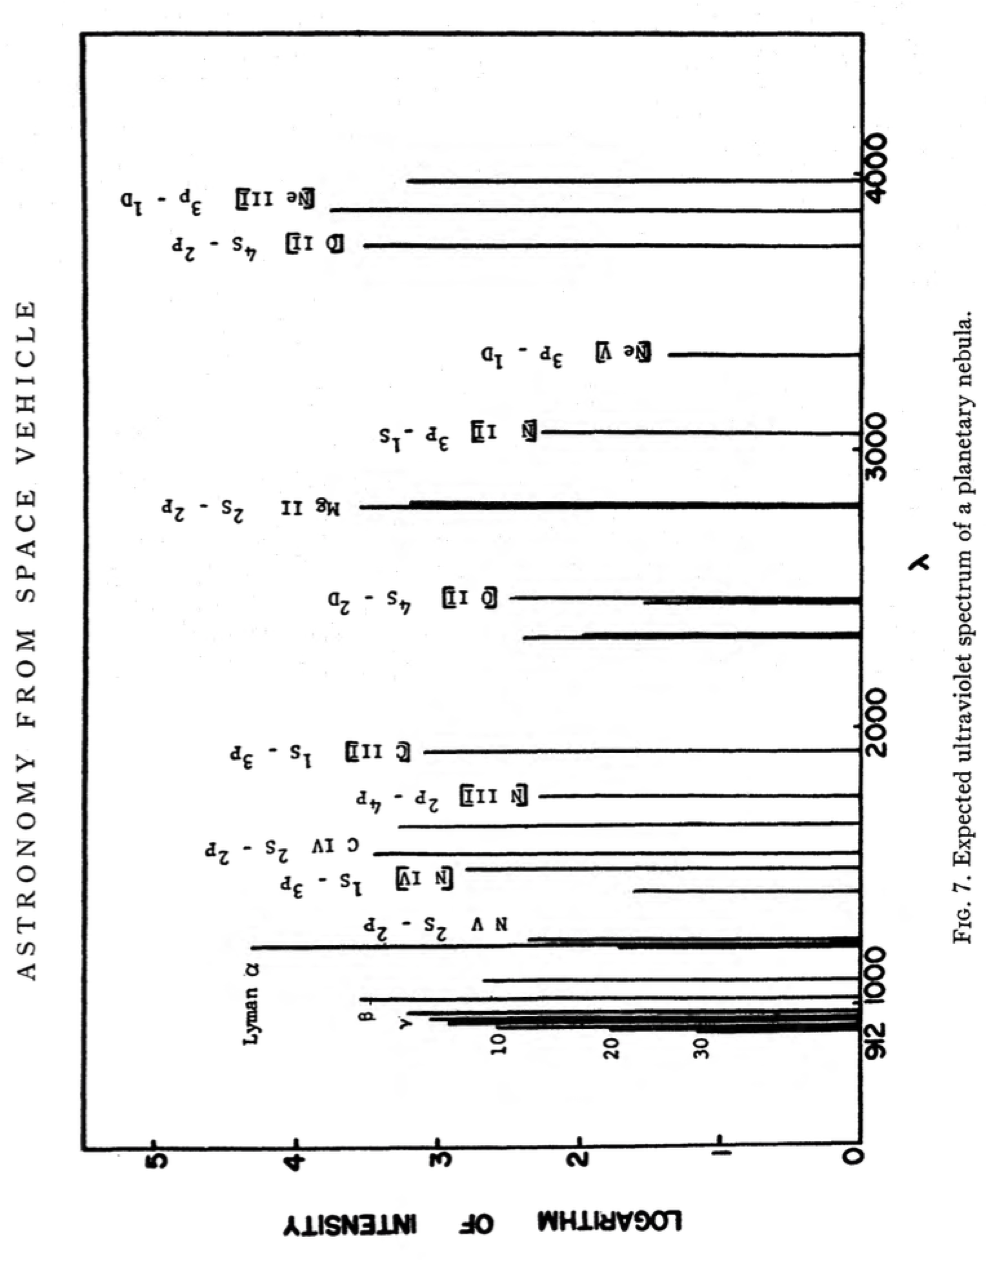 ASTRONOMY FROM SPACE VEHICLE
LOGARITHM OF INTENSITY
5
4
3
2
1
0
912
1000
2000
3000
4000
λ
Lyman α
β
γ
10
20
30
N V ²S - ²P
[N IV] ¹S - ³P
C IV ²S - ²P
[N III] ²P - ⁴P
[C III] ¹S - ³P
[O II] ⁴S - ²D
Mg II ²S - ²P
[N II] ³P - ¹S
[Ne V] ³P - ¹D
[O II] ⁴S - ²P
[Ne III] ³P - ¹D
FIG. 7. Expected ultraviolet spectrum of a planetary nebula.